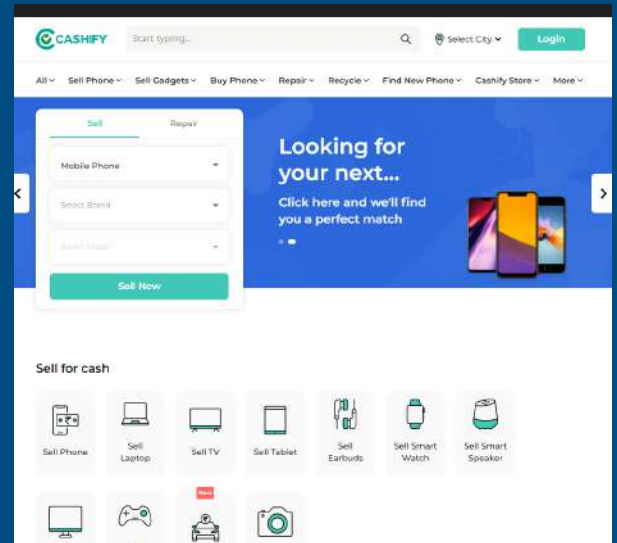 CASHIFY
Start typing...
Select City
Login
All
Sell Phone
Sell Gadgets
Buy Phone
Repair
Recycle
Find New Phone
Cashify Store
More
Sell
Repair
Mobile Phone
Select Brand
Select Model
Sell Now
Looking for
your next...
Click here and we'll find
you a perfect match
Sell for cash
Sell Phone
Sell
Laptop
Sell TV
Sell Tablet
Sell
Earbuds
Sell Smart
Watch
Sell Smart
Speaker
New